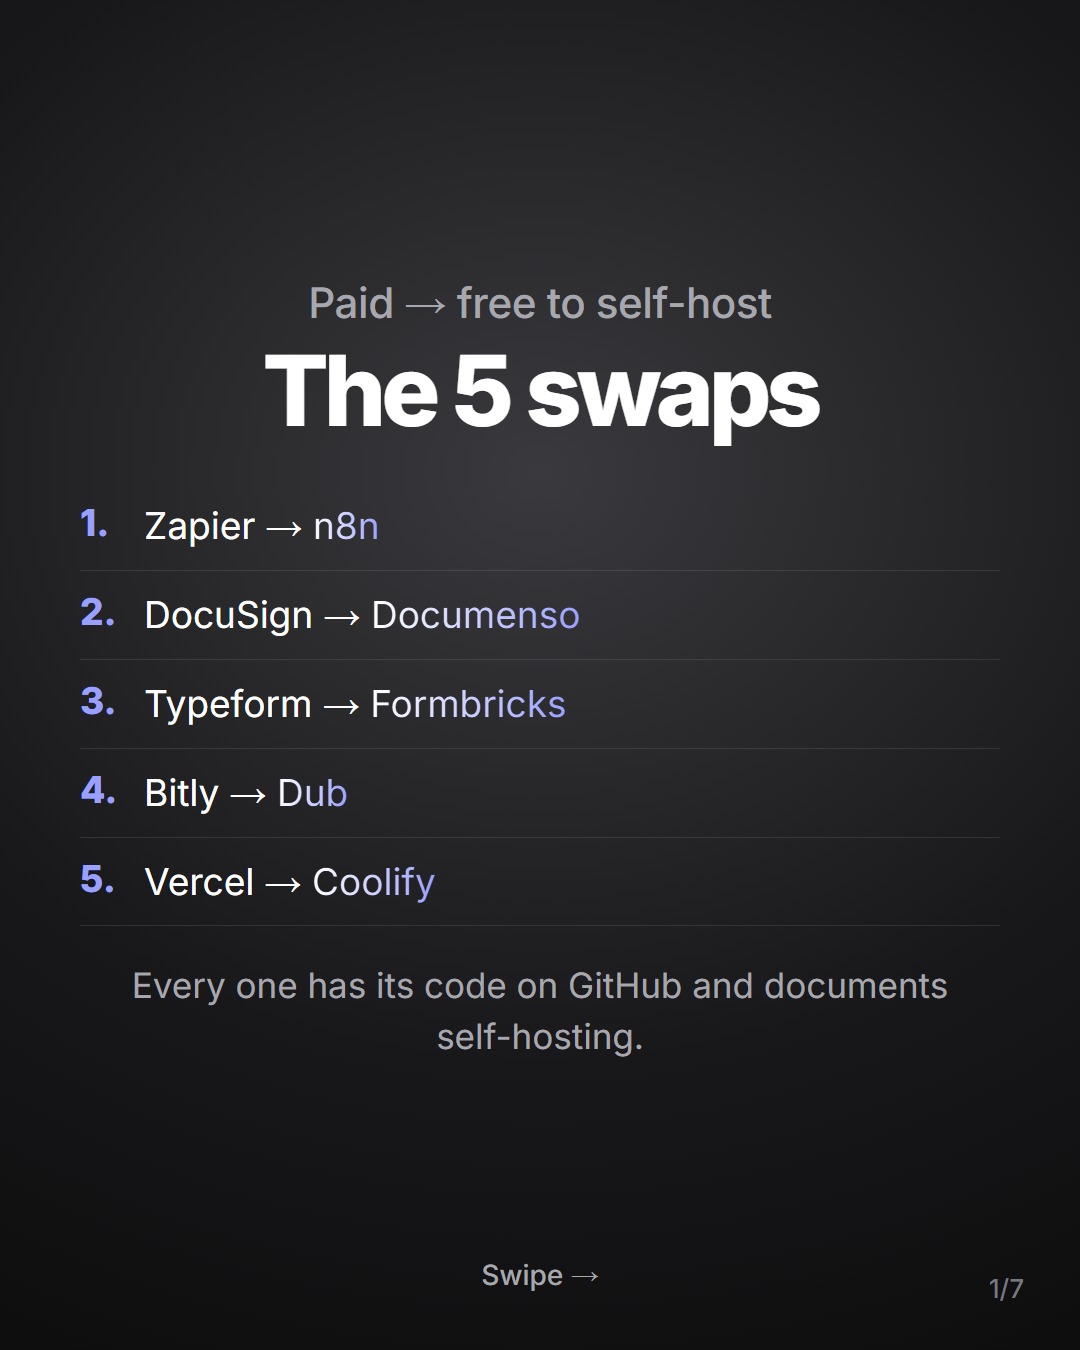 Paid → free to self-host
The 5 swaps
1. Zapier → n8n
2. DocuSign → Documenso
3. Typeform → Formbricks
4. Bitly → Dub
5. Vercel → Coolify
Every one has its code on GitHub and documents
self-hosting.
Swipe →
1/7